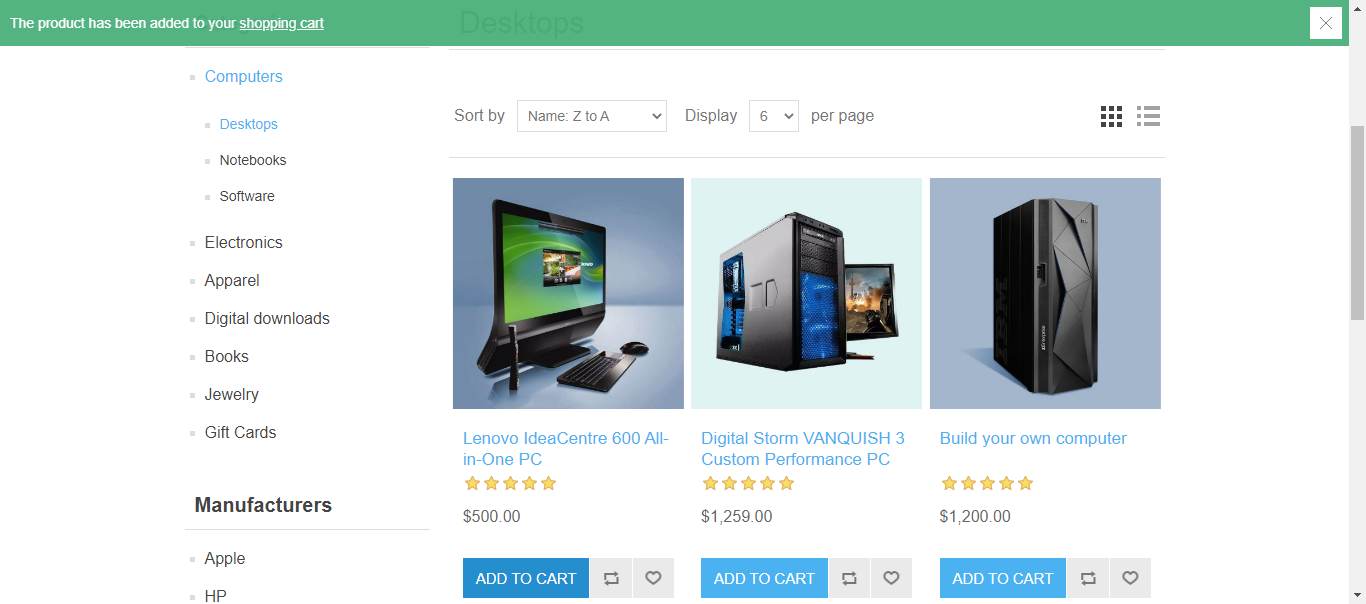 The product has been added to your shopping cart
Desktops
Computers
Desktops
Notebooks
Software
Electronics
Apparel
Digital downloads
Books
Jewelry
Gift Cards
Manufacturers
Apple
HP
Sort by Name: Z to A Display 6 per page
Lenovo IdeaCentre 600 All-
in-One PC
$500.00
ADD TO CART
Digital Storm VANQUISH 3
Custom Performance PC
$1,259.00
ADD TO CART
Build your own computer
$1,200.00
ADD TO CART